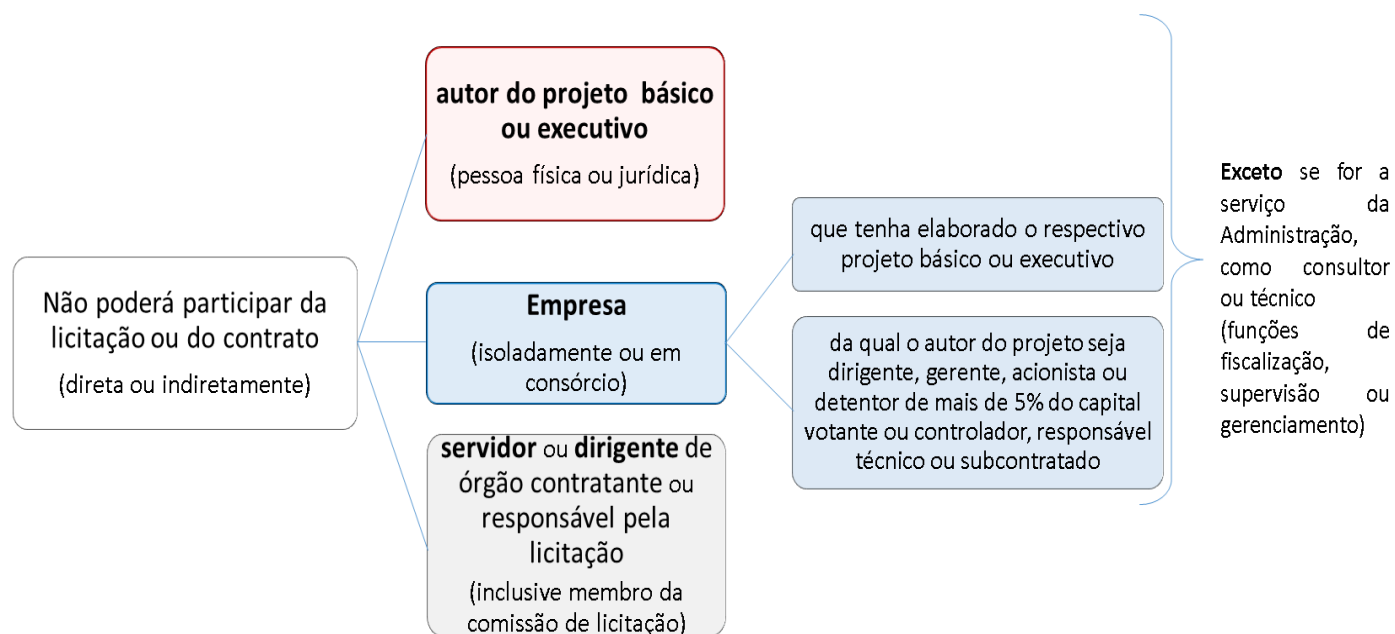 Não poderá participar da
licitação ou do contrato
(direta ou indiretamente)
autor do projeto básico
ou executivo
(pessoa física ou jurídica)
Empresa
(isoladamente ou em
consórcio)
servidor ou dirigente de
órgão contratante ou
responsável pela
licitação
(inclusive membro da
comissão de licitação)
que tenha elaborado o respectivo
projeto básico ou executivo
da qual o autor do projeto seja
dirigente, gerente, acionista ou
detentor de mais de 5% do capital
votante ou controlador, responsável
técnico ou subcontratado
Exceto se for a
serviço da
Administração,
como consultor
ou técnico
(funções de
fiscalização,
supervisão ou
gerenciamento)